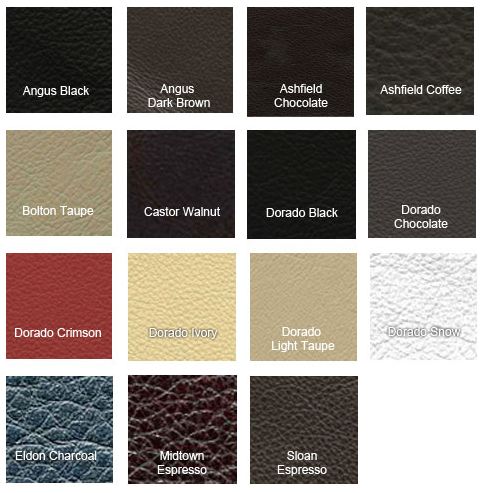 Angus Black
Angus
Dark Brown
Ashfield
Chocolate
Ashfield Coffee
Bolton Taupe
Castor Walnut
Dorado Black
Dorado
Chocolate
Dorado Crimson
Dorado Ivory
Dorado
Light Taupe
Dorado Snow
Eldon Charcoal
Midtown
Espresso
Sloan
Espresso